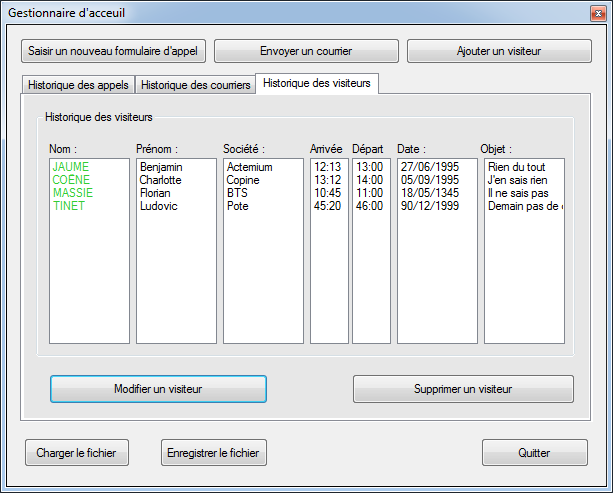 Gestionnaire d'acceuil
Saisir un nouveau formulaire d'appel Envoyer un courrier Ajouter un visiteur
Historique des appels Historique des courriers Historique des visiteurs
Historique des visiteurs
Nom : Prénom : Société : Arrivée Départ Date : Objet :
JAUME Benjamin Actemium 12:13 13:00 27/06/1995 Rien du tout
COËNE Charlotte Copine 13:12 14:00 05/09/1995 J'en sais rien
MASSIE Florian BTS 10:45 11:00 18/05/1345 Il ne sais pas
TINET Ludovic Pote 45:20 46:00 90/12/1999 Demain pas de
Modifier un visiteur Supprimer un visiteur
Charger le fichier Enregistrer le fichier Quitter